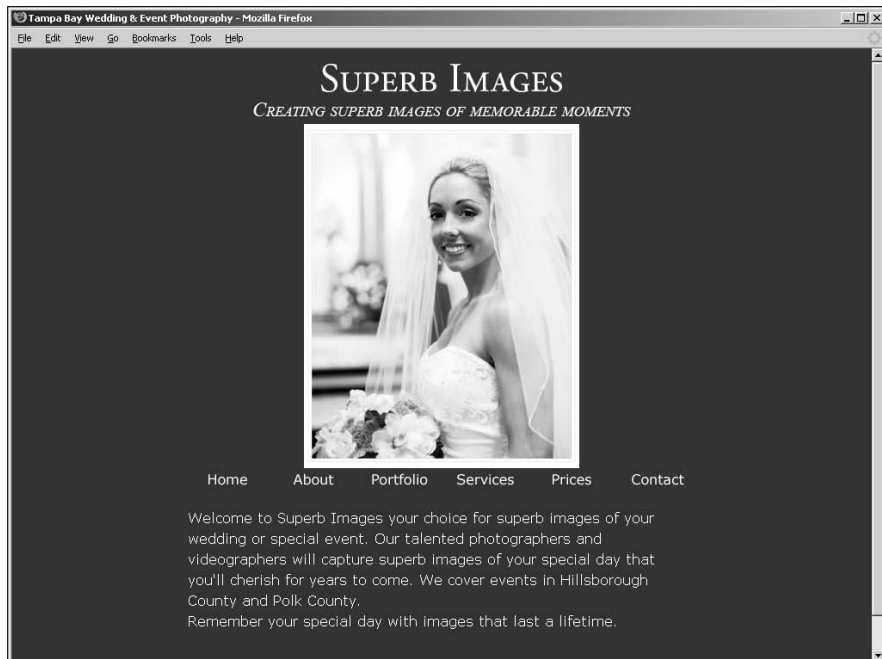 Tampa Bay Wedding & Event Photography - Mozilla Firefox
File Edit View Go Bookmarks Tools Help
Superb Images
Creating superb images of memorable moments
Home About Portfolio Services Prices Contact
Welcome to Superb Images your choice for superb images of your
wedding or special event. Our talented photographers and
videographers will capture superb images of your special day that
you'll cherish for years to come. We cover events in Hillsborough
County and Polk County.
Remember your special day with images that last a lifetime.